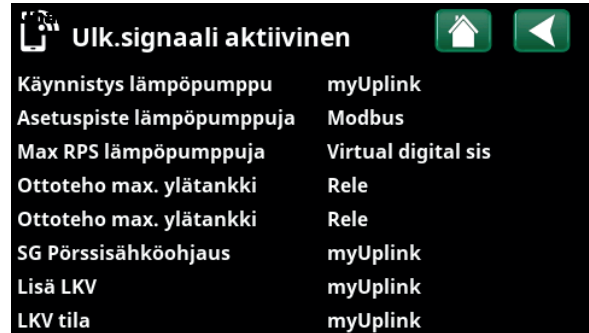 Ulk.signaali aktiivinen
Käynnistys lämpöpumppu myUplink
Asetuspiste lämpöpumppuja Modbus
Max RPS lämpöpumppuja Virtual digital sis
Ottoteho max. ylätankki Rele
Ottoteho max. ylätankki Rele
SG Pörssisähköohjaus myUplink
Lisä LKV myUplink
LKV tila myUplink